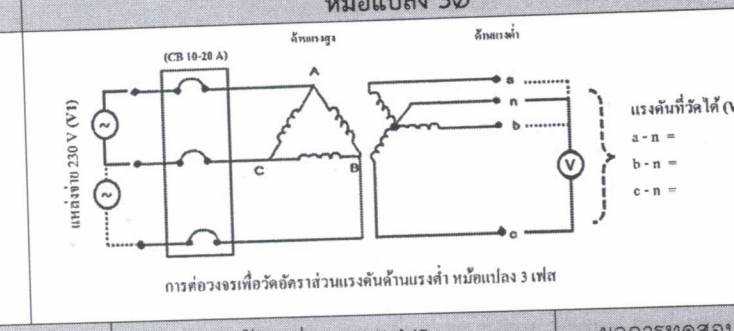 หม้อแปลง 3Ø
ด้านแรงสูง
ด้านแรงต่ำ
(CB 10-20 A)
A
C
B
a
n
b
c
V
~
~
แหล่งจ่าย 230 V (V1)
แรงดันที่วัดได้ (V
a - n =
b - n =
c - n =
การต่อวงจรเพื่อวัดอัตราส่วนแรงดันด้านแรงต่ำ หม้อแปลง 3 เฟส